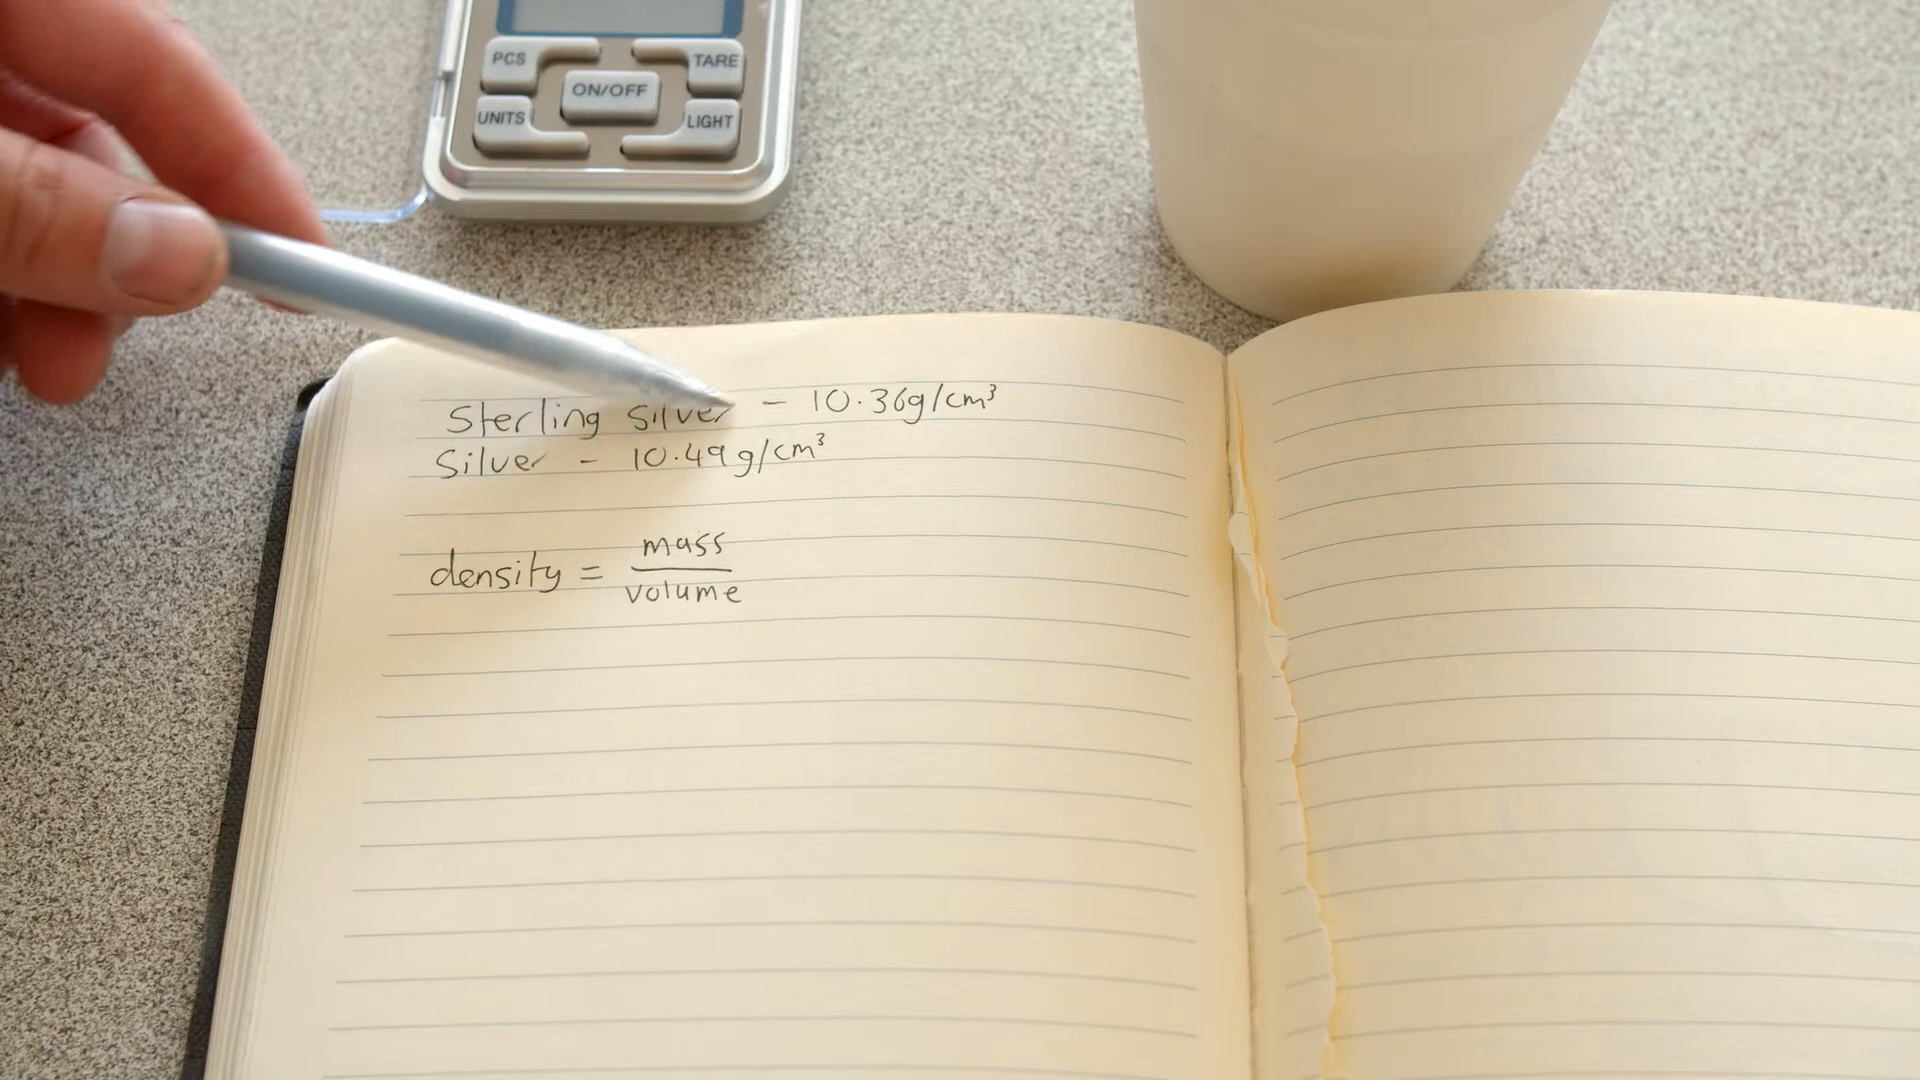 PCS
TARE
ON/OFF
UNITS
LIGHT
Sterling Silver - 10.36g/cm³
Silver - 10.49g/cm³
density = mass
volume